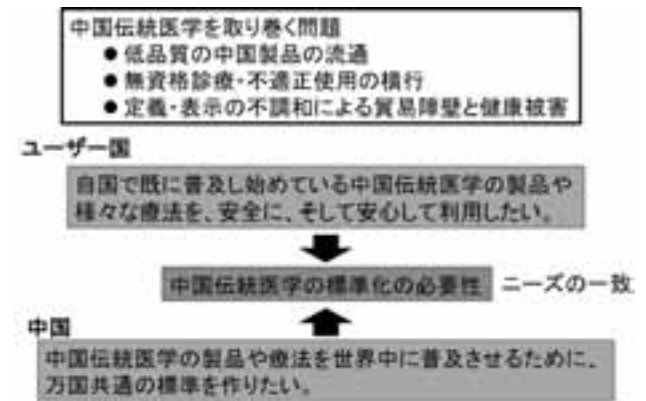 中国伝統医学を取り巻く問題
●低品質の中国製品の流通
●無資格診療・不適正使用の横行
●定義・表示の不調和による貿易障壁と健康被害
ユーザー国
自国で既に普及し始めている中国伝統医学の製品や
様々な療法を、安全に、そして安心して利用したい。
中国伝統医学の標準化の必要性 ニーズの一致
中国
中国伝統医学の製品や療法を世界中に普及させるために、
万国共通の標準を作りたい。